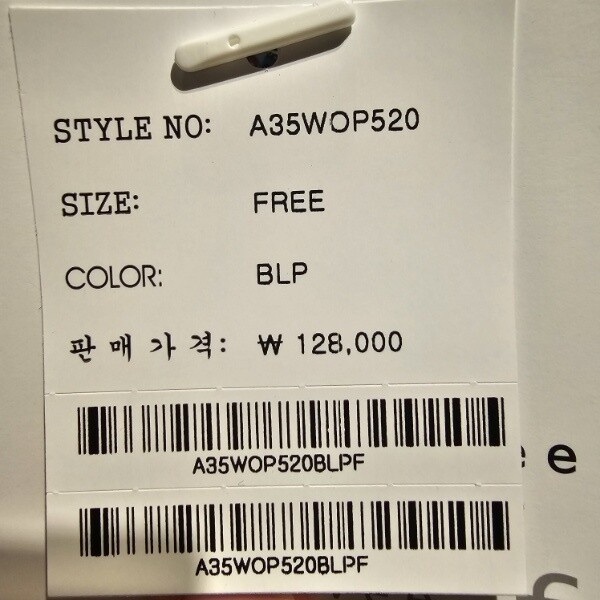 STYLE NO: A35WOP520
SIZE: FREE
COLOR: BLP
판매가격: ₩ 128,000
A35WOP520BLPF
e
A35WOP520BLPF